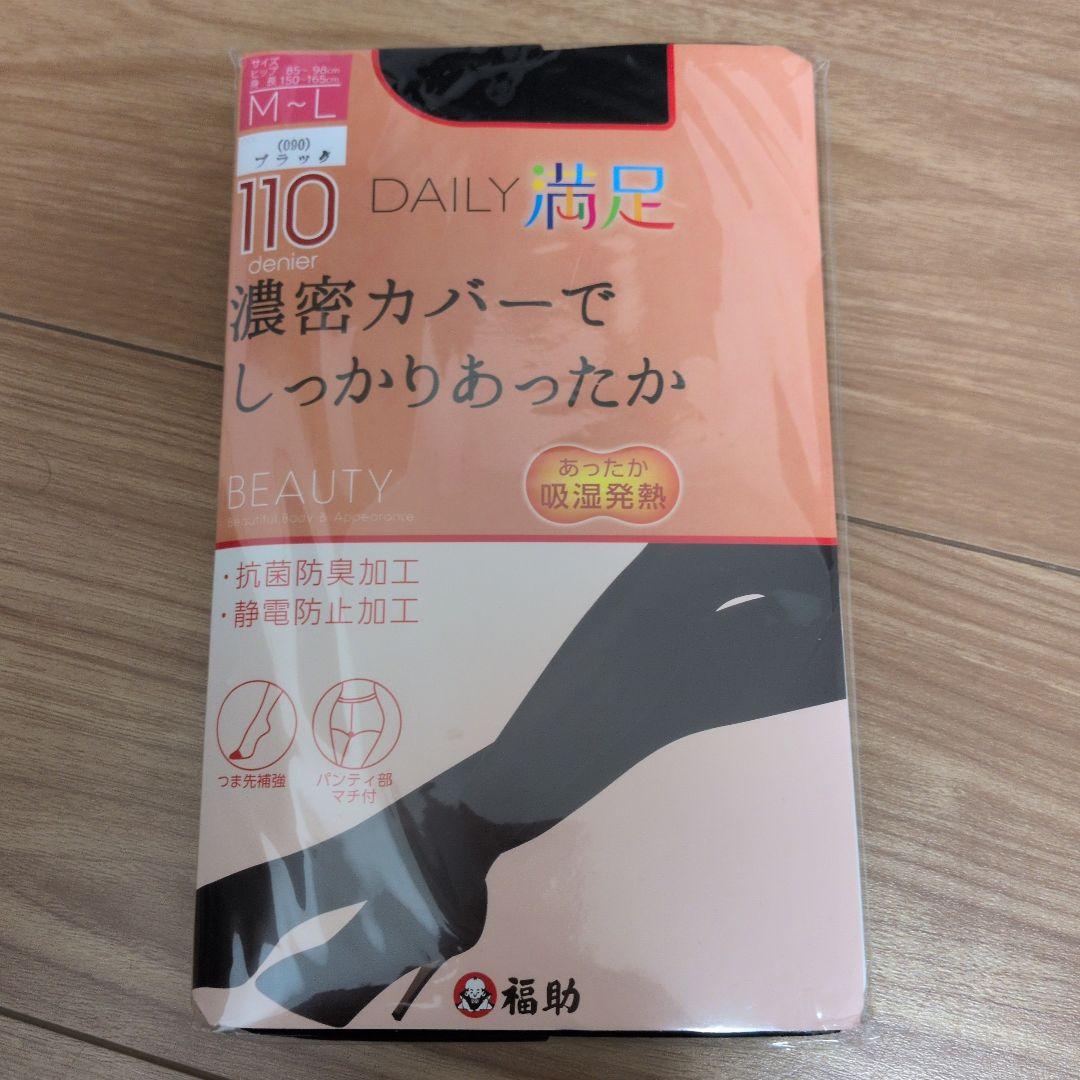 サイズ
ヒップ 85~98cm
身長 150~165cm
M~L
(090)
ブラック
110
denier
DAILY 満足
濃密カバーで
しっかりあったか
BEAUTY
Beautiful Body & Appearance
あったか
吸湿発熱
・抗菌防臭加工
・静電防止加工
つま先補強
パンティ部
マチ付
福助